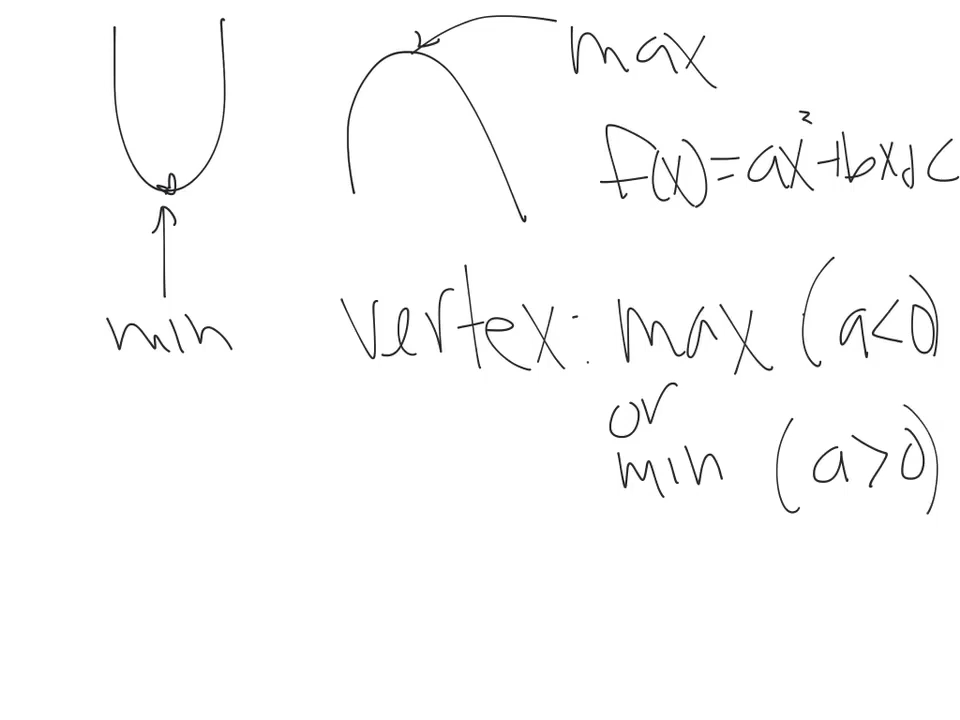 max
f(x)=ax²+bx+c
min
vertex: max (a<0)
or
min (a>0)